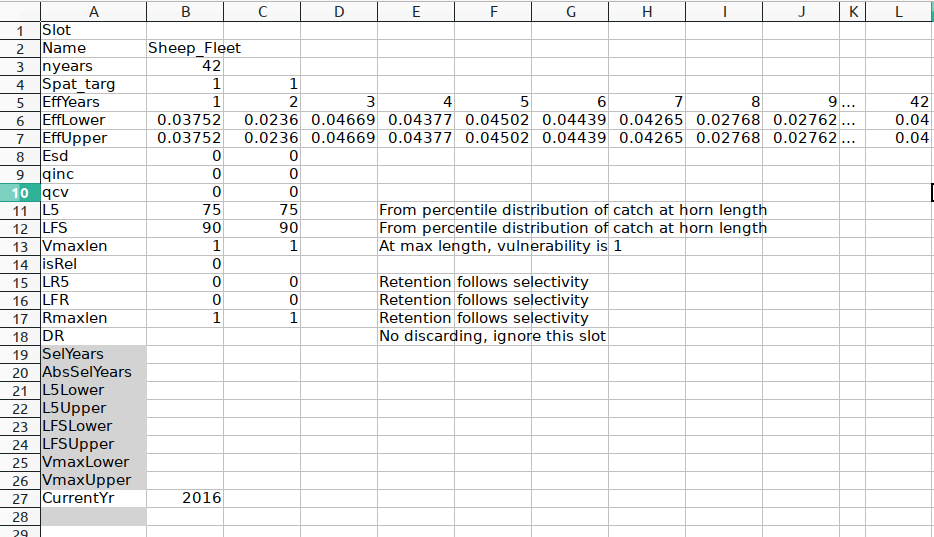 A B C D E F G H I J K L
1 Slot
2 Name Sheep_Fleet
3 nyears 42
4 Spat_targ 1 1
5 EffYears 1 2 3 4 5 6 7 8 9 ... 42
6 EffLower 0.03752 0.0236 0.04669 0.04377 0.04502 0.04439 0.04265 0.02768 0.02762 ... 0.04
7 EffUpper 0.03752 0.0236 0.04669 0.04377 0.04502 0.04439 0.04265 0.02768 0.02762 ... 0.04
8 Esd 0 0
9 qinc 0 0
10 qcv 0 0
11 L5 75 75 From percentile distribution of catch at horn length
12 LFS 90 90 From percentile distribution of catch at horn length
13 Vmaxlen 1 1 At max length, vulnerability is 1
14 isRel 0
15 LR5 0 0 Retention follows selectivity
16 LFR 0 0 Retention follows selectivity
17 Rmaxlen 1 1 Retention follows selectivity
18 DR No discarding, ignore this slot
19 SelYears
20 AbsSelYears
21 L5Lower
22 L5Upper
23 LFSLower
24 LFSUpper
25 VmaxLower
26 VmaxUpper
27 CurrentYr 2016
28
29